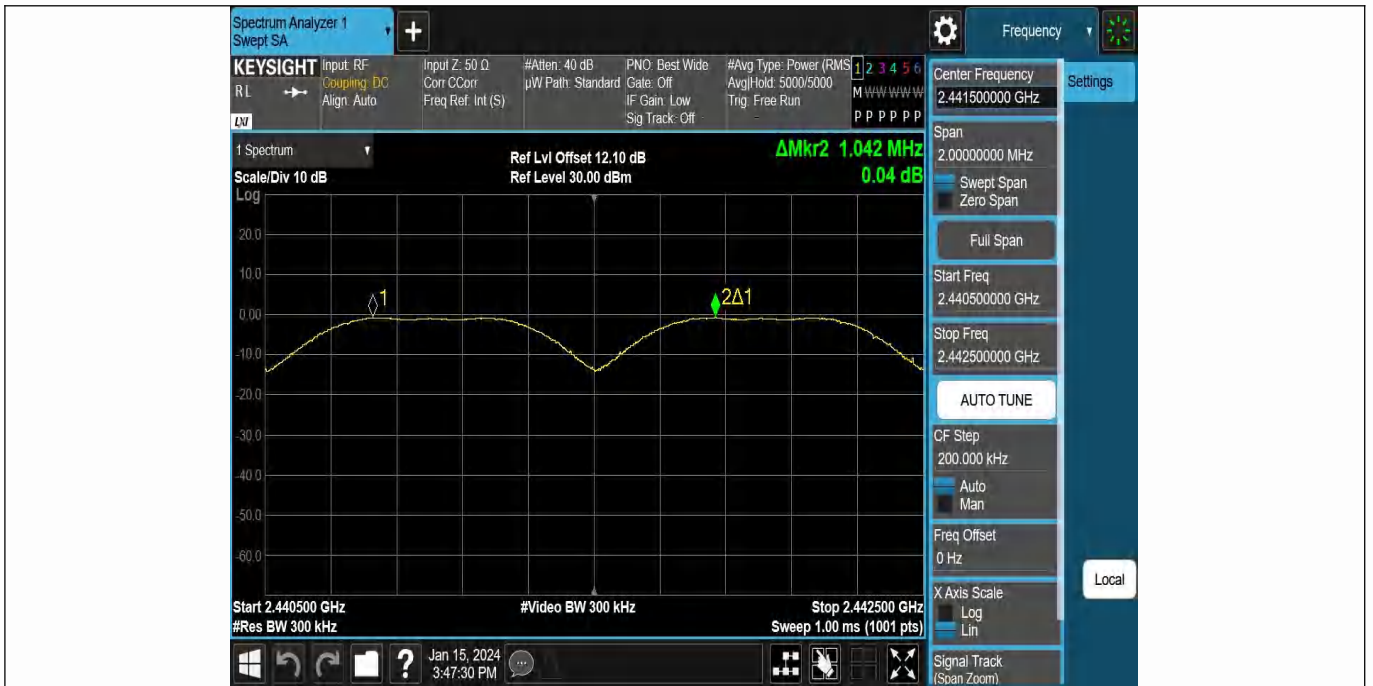 Spectrum Analyzer 1
Swept SA
+
Frequency
KEYSIGHT
RL
LXI
Input: RF
Coupling: DC
Align: Auto
Input Z: 50 Ω
Corr CCorr
Freq Ref: Int (S)
#Atten: 40 dB
µW Path: Standard
PNO: Best Wide
Gate: Off
IF Gain: Low
Sig Track: Off
#Avg Type: Power (RMS
Avg|Hold: 5000/5000
Trig: Free Run
1 2 3 4 5 6
M W W W W W
P P P P P P
1 Spectrum
Scale/Div 10 dB
Ref Lvl Offset 12.10 dB
Ref Level 30.00 dBm
ΔMkr2 1.042 MHz
0.04 dB
Log
20.0
10.0
0.00
-10.0
-20.0
-30.0
-40.0
-50.0
-60.0
1
2Δ1
Start 2.440500 GHz
#Res BW 300 kHz
#Video BW 300 kHz
Stop 2.442500 GHz
Sweep 1.00 ms (1001 pts)
Jan 15, 2024
3:47:30 PM
Center Frequency
2.441500000 GHz
Settings
Span
2.00000000 MHz
Swept Span
Zero Span
Full Span
Start Freq
2.440500000 GHz
Stop Freq
2.442500000 GHz
AUTO TUNE
CF Step
200.000 kHz
Auto
Man
Freq Offset
0 Hz
X Axis Scale
Log
Lin
Signal Track
(Span Zoom)
Local